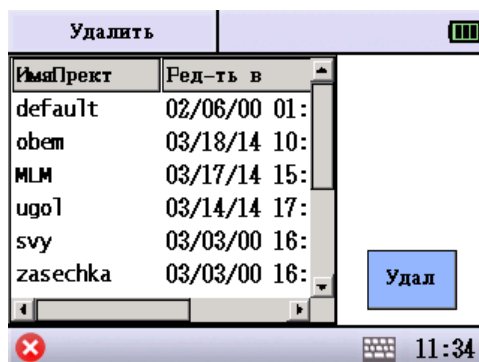 Удалить
ИмяПрект Ред-ть в
default 02/06/00 01:
obem 03/18/14 10:
MLM 03/17/14 15:
ugol 03/14/14 17:
svy 03/03/00 16:
zasechka 03/03/00 16:
Удал
11:34